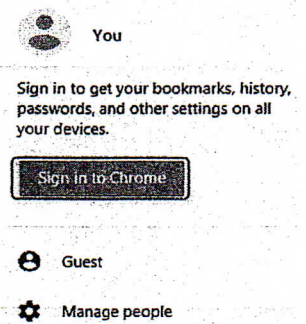 You
Sign in to get your bookmarks, history,
passwords, and other settings on all
your devices.
Sign in to Chrome
Guest
Manage people